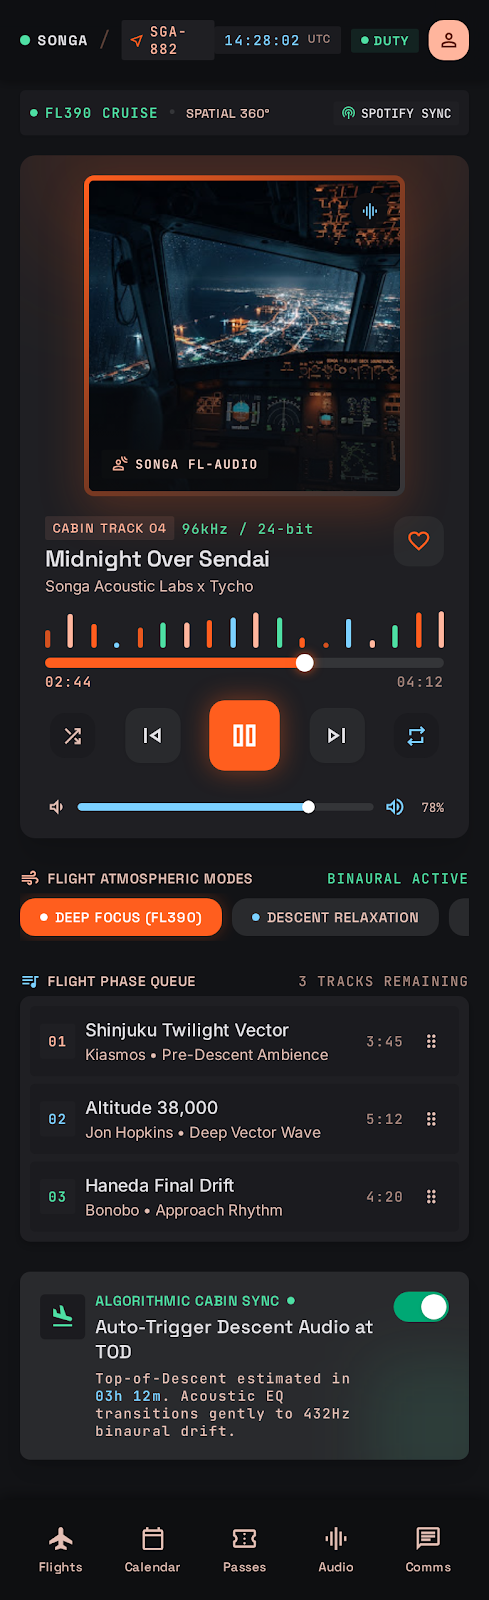 SONGA / SGA-882 14:28:02 UTC DUTY
FL390 CRUISE • SPATIAL 360° SPOTIFY SYNC
SONGA FL-AUDIO
CABIN TRACK 04 96kHz / 24-bit
Midnight Over Sendai
Songa Acoustic Labs x Tycho
02:44 04:12
78%
FLIGHT ATMOSPHERIC MODES BINAURAL ACTIVE
DEEP FOCUS (FL390) DESCENT RELAXATION
FLIGHT PHASE QUEUE 3 TRACKS REMAINING
01 Shinjuku Twilight Vector 3:45
Kiasmos • Pre-Descent Ambience
02 Altitude 38,000 5:12
Jon Hopkins • Deep Vector Wave
03 Haneda Final Drift 4:20
Bonobo • Approach Rhythm
ALGORITHMIC CABIN SYNC
Auto-Trigger Descent Audio at
TOD
Top-of-Descent estimated in
03h 12m. Acoustic EQ
transitions gently to 432Hz
binaural drift.
Flights Calendar Passes Audio Comms